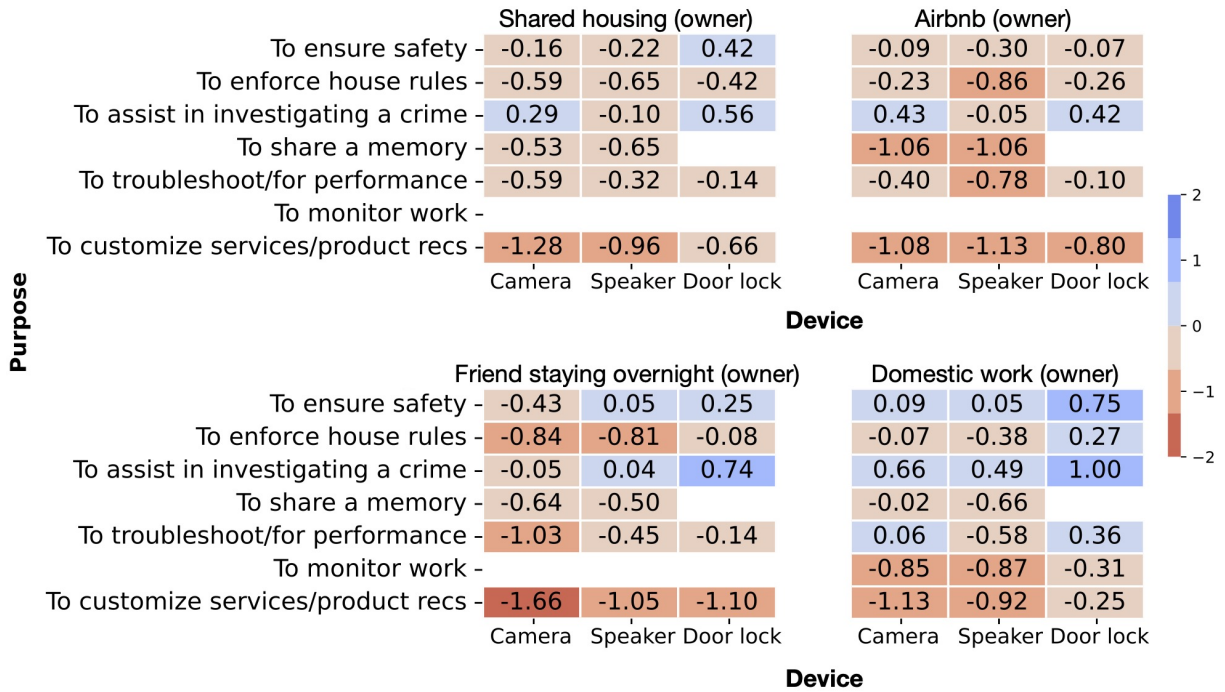 Shared housing (owner) Airbnb (owner)
To ensure safety -0.16 -0.22 0.42 -0.09 -0.30 -0.07
To enforce house rules -0.59 -0.65 -0.42 -0.23 -0.86 -0.26
To assist in investigating a crime 0.29 -0.10 0.56 0.43 -0.05 0.42
To share a memory -0.53 -0.65 -1.06 -1.06
To troubleshoot/for performance -0.59 -0.32 -0.14 -0.40 -0.78 -0.10
To monitor work
To customize services/product recs -1.28 -0.96 -0.66 -1.08 -1.13 -0.80
Camera Speaker Door lock Camera Speaker Door lock
Device
Purpose
2
1
0
−1
−2
Friend staying overnight (owner) Domestic work (owner)
To ensure safety -0.43 0.05 0.25 0.09 0.05 0.75
To enforce house rules -0.84 -0.81 -0.08 -0.07 -0.38 0.27
To assist in investigating a crime -0.05 0.04 0.74 0.66 0.49 1.00
To share a memory -0.64 -0.50 -0.02 -0.66
To troubleshoot/for performance -1.03 -0.45 -0.14 0.06 -0.58 0.36
To monitor work -0.85 -0.87 -0.31
To customize services/product recs -1.66 -1.05 -1.10 -1.13 -0.92 -0.25
Camera Speaker Door lock Camera Speaker Door lock
Device